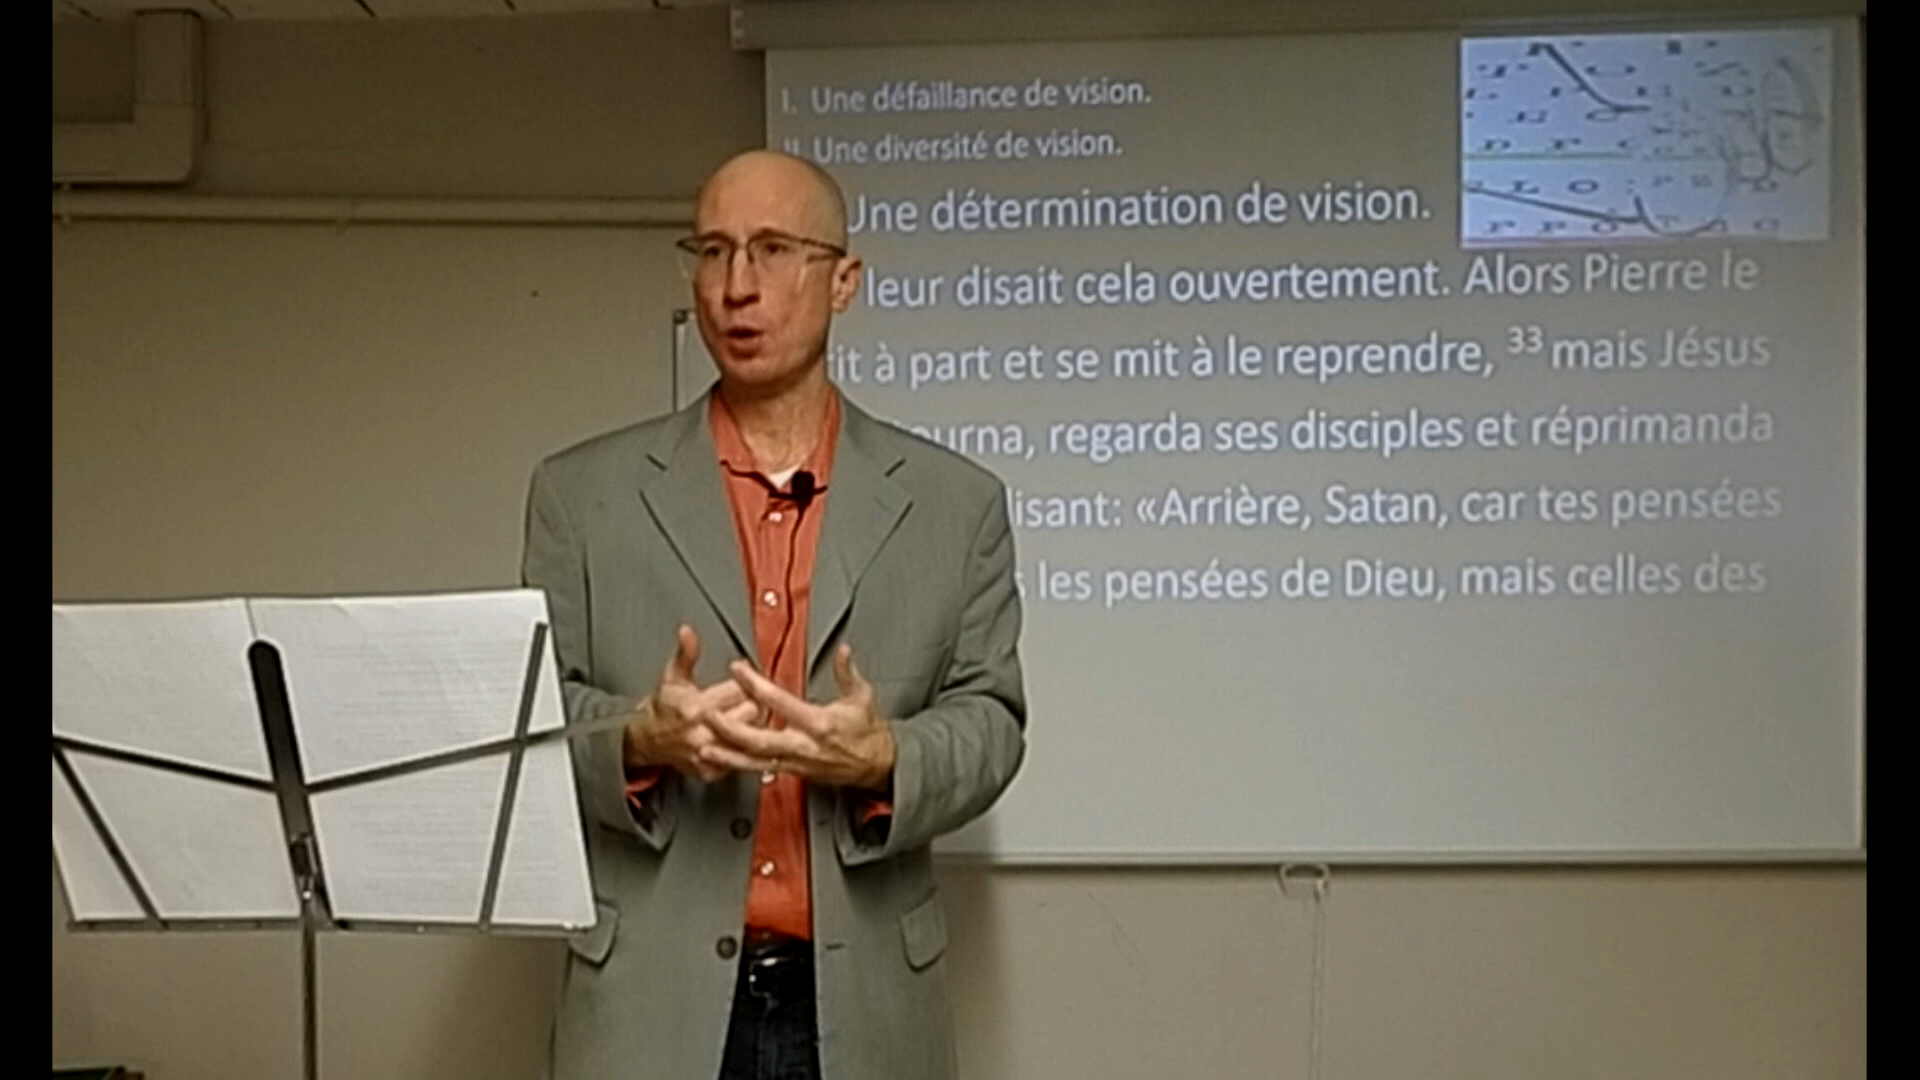 I. Une défaillance de vision.
II. Une diversité de vision.
Une détermination de vision.
leur disait cela ouvertement. Alors Pierre le
à part et se mit à le reprendre, 33 mais Jésus
regarda ses disciples et réprimanda
disant: «Arrière, Satan, car tes pensées
les pensées de Dieu, mais celles des